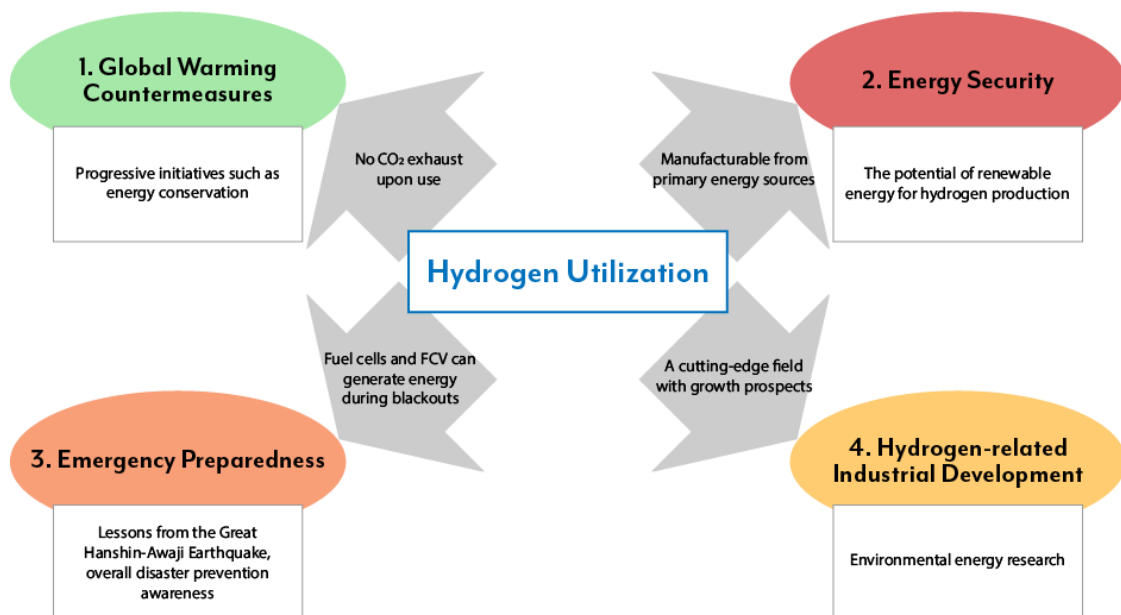 1. Global Warming
Countermeasures
Progressive initiatives such as
energy conservation
No CO₂ exhaust
upon use
2. Energy Security
The potential of renewable
energy for hydrogen production
Manufacturable from
primary energy sources
Hydrogen Utilization
3. Emergency Preparedness
Lessons from the Great
Hanshin-Awaji Earthquake,
overall disaster prevention
awareness
Fuel cells and FCV can
generate energy
during blackouts
4. Hydrogen-related
Industrial Development
Environmental energy research
A cutting-edge field
with growth prospects